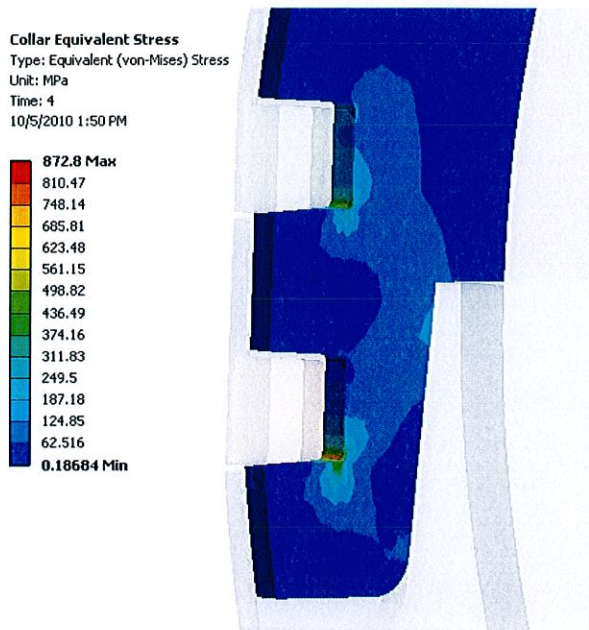 Collar Equivalent Stress
Type: Equivalent (von-Mises) Stress
Unit: MPa
Time: 4
10/5/2010 1:50 PM
872.8 Max
810.47
748.14
685.81
623.48
561.15
498.82
436.49
374.16
311.83
249.5
187.18
124.85
62.516
0.18684 Min